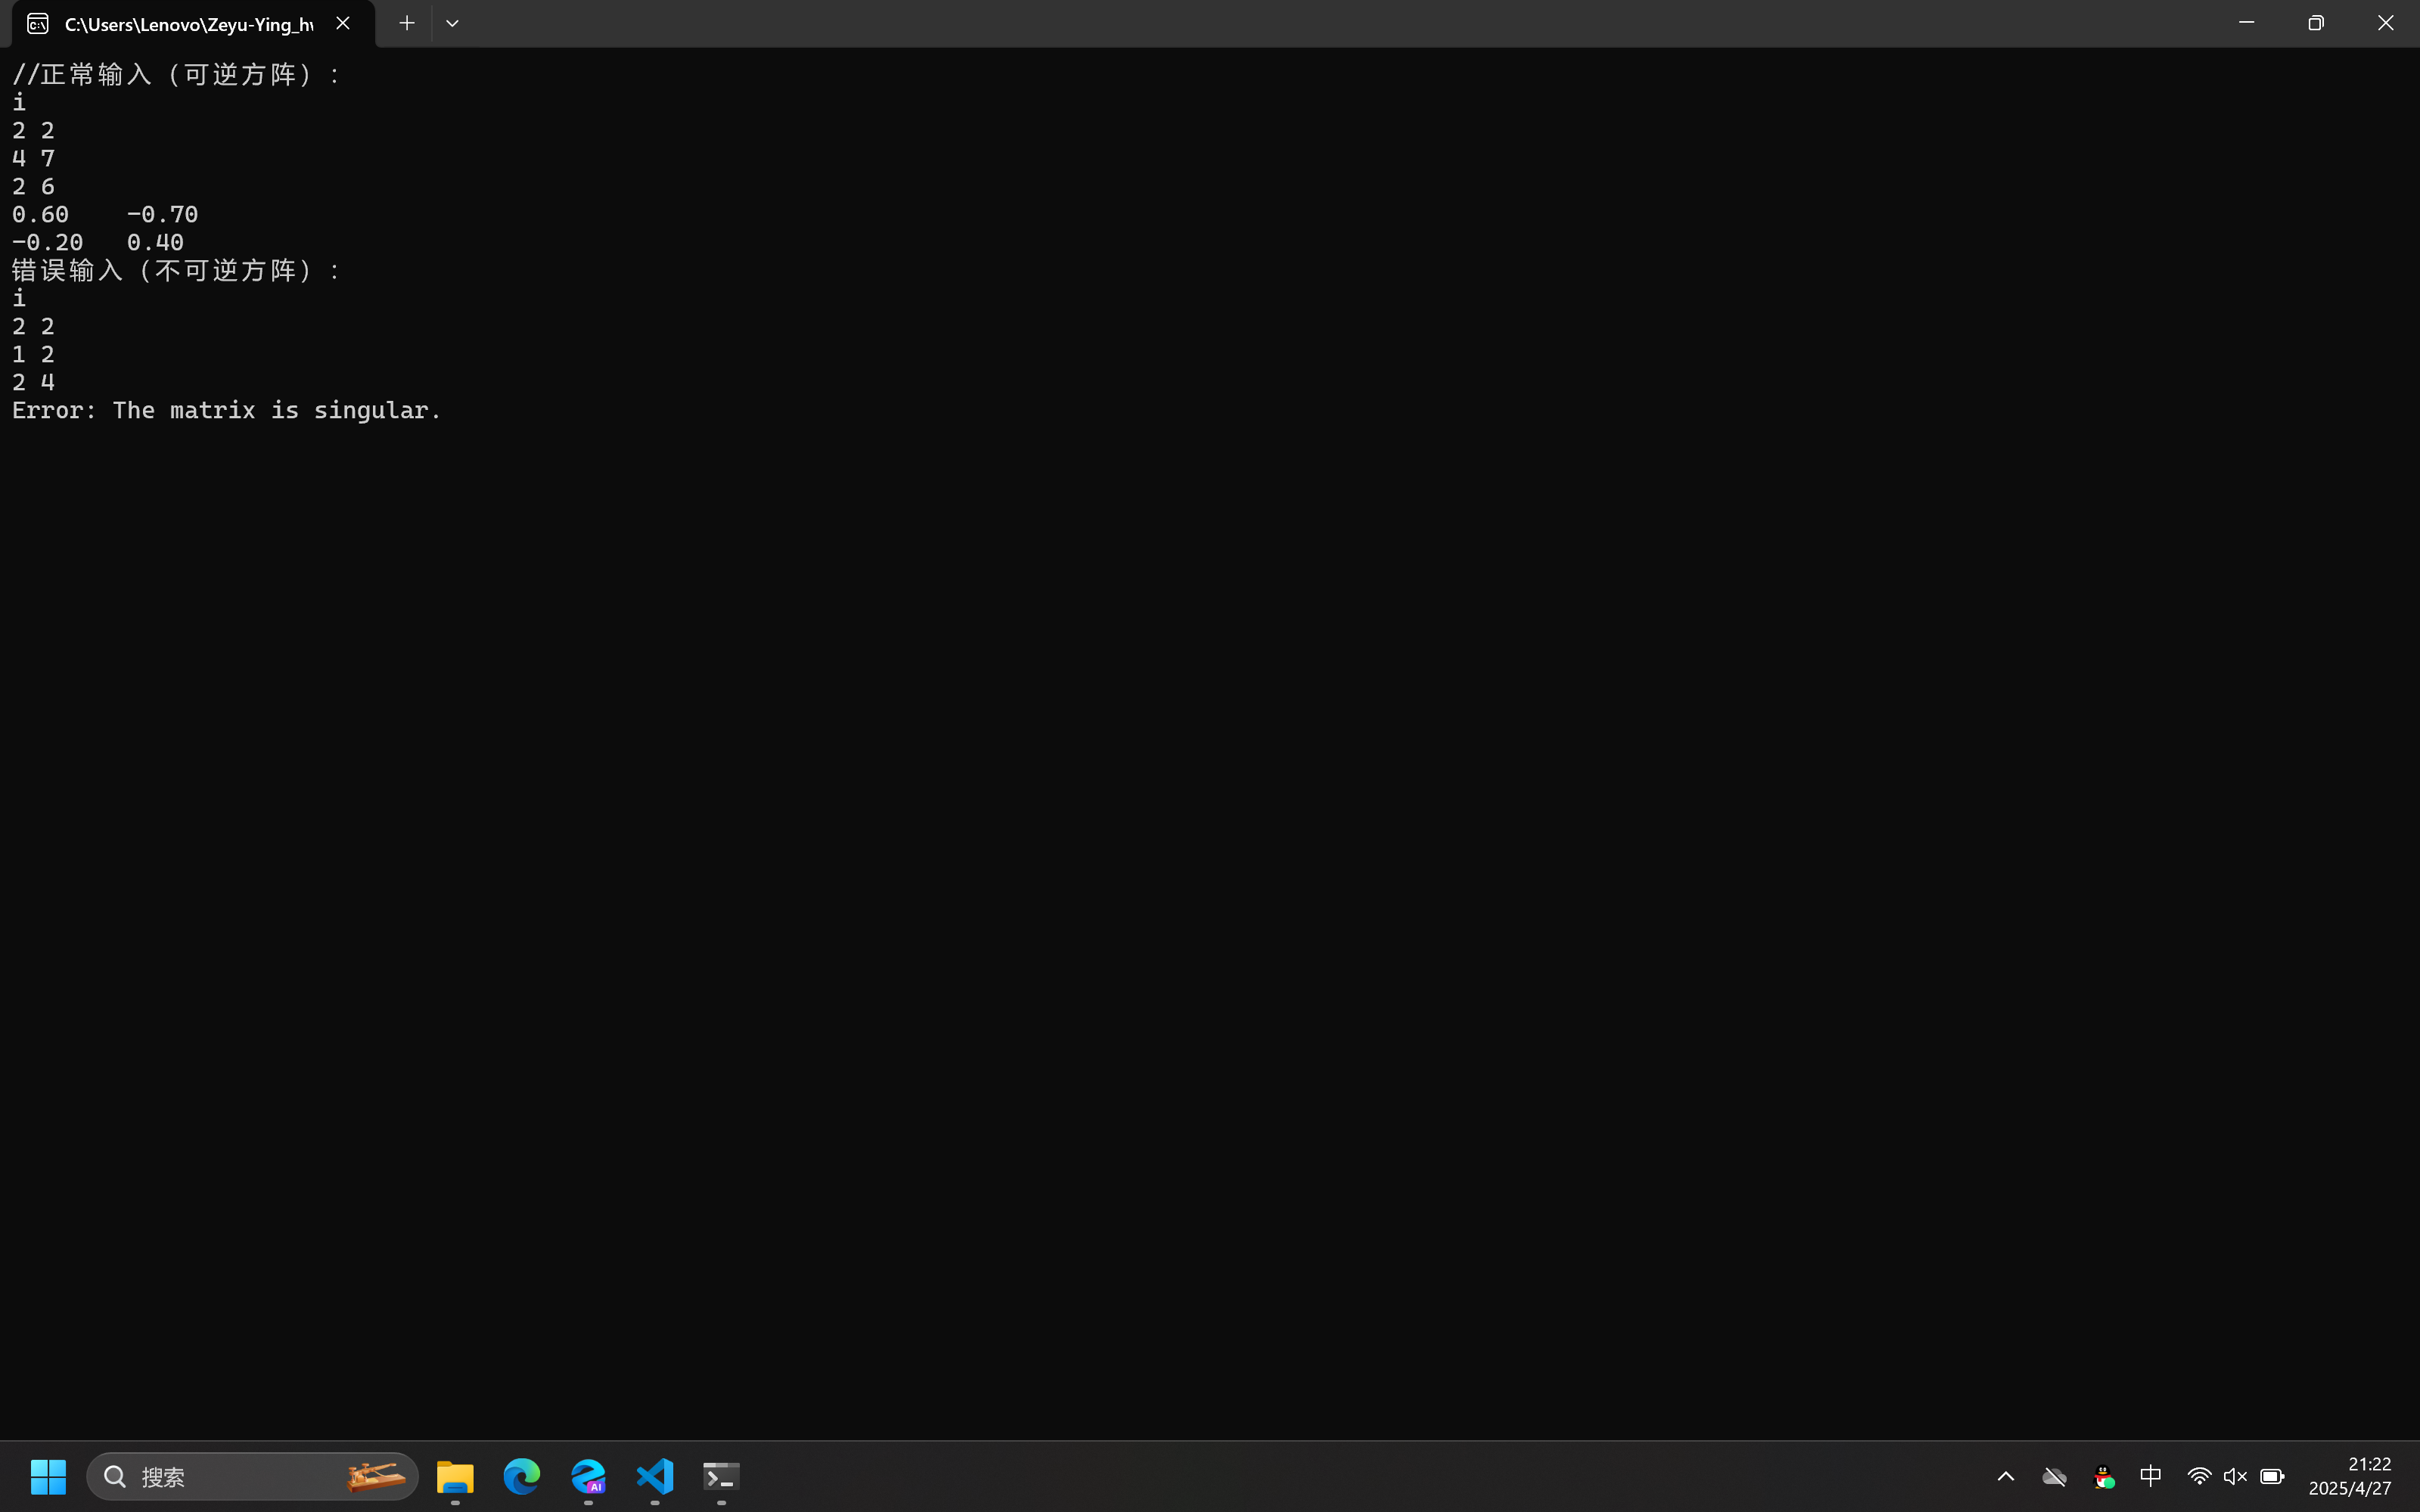 C:\Users\Lenovo\Zeyu-Ying_h
//正常输入（可逆方阵）：
i
2 2
4 7
2 6
0.60    -0.70
-0.20   0.40
错误输入（不可逆方阵）：
i
2 2
1 2
2 4
Error: The matrix is singular.
搜索
AI
中
21:22
2025/4/27